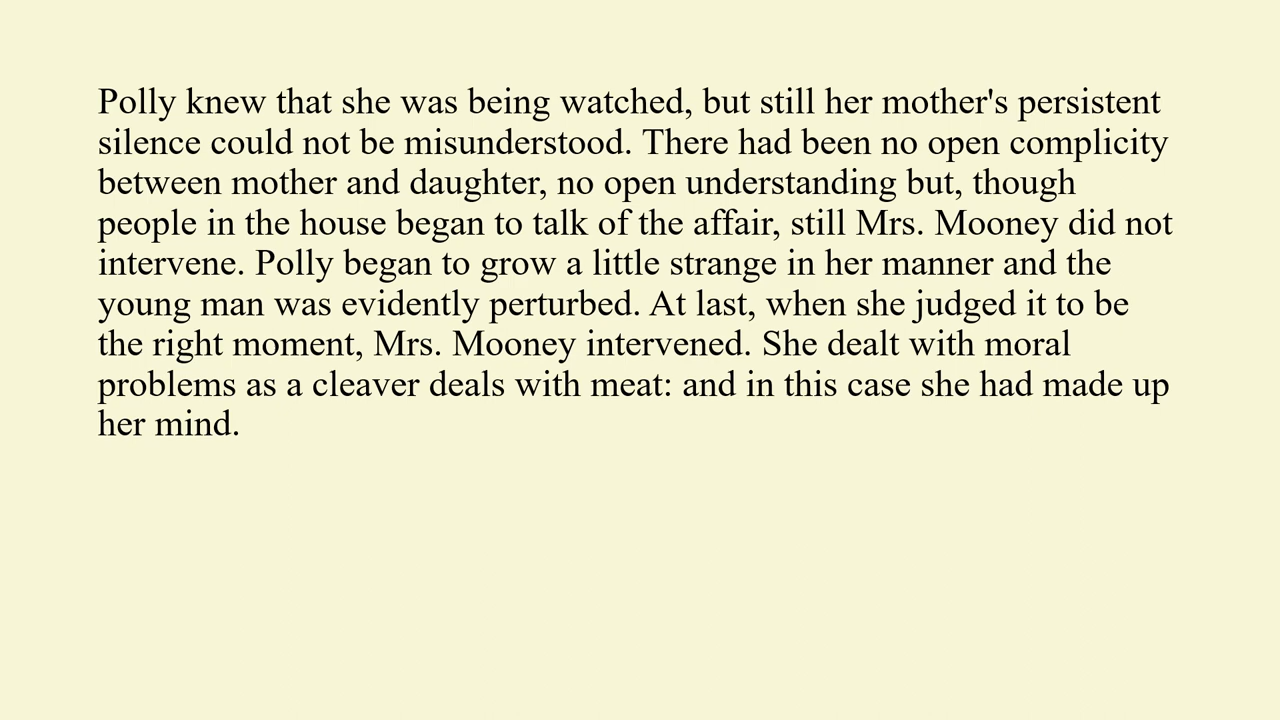 Polly knew that she was being watched, but still her mother's persistent
silence could not be misunderstood. There had been no open complicity
between mother and daughter, no open understanding but, though
people in the house began to talk of the affair, still Mrs. Mooney did not
intervene. Polly began to grow a little strange in her manner and the
young man was evidently perturbed. At last, when she judged it to be
the right moment, Mrs. Mooney intervened. She dealt with moral
problems as a cleaver deals with meat: and in this case she had made up
her mind.